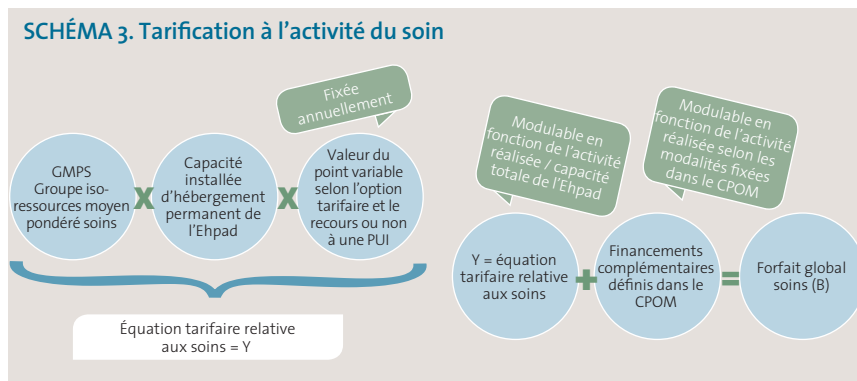 SCHÉMA 3. Tarification à l'activité du soin
Fixée
annuellement
GMPS
Groupe iso-
ressources moyen
pondéré soins
X
Capacité
installée
d'hébergement
permanent de
l'Ehpad
X
Valeur du
point variable
selon l'option
tarifaire et le
recours ou non
à une PUI
Équation tarifaire relative
aux soins = Y
Modulable en
fonction de l'activité
réalisée / capacité
totale de l'Ehpad
Modulable en
fonction de l'activité
réalisée selon les
modalités fixées
dans le CPOM
Y = équation
tarifaire relative
aux soins
+
Financements
complémentaires
définis dans le
CPOM
=
Forfait global
soins (B)